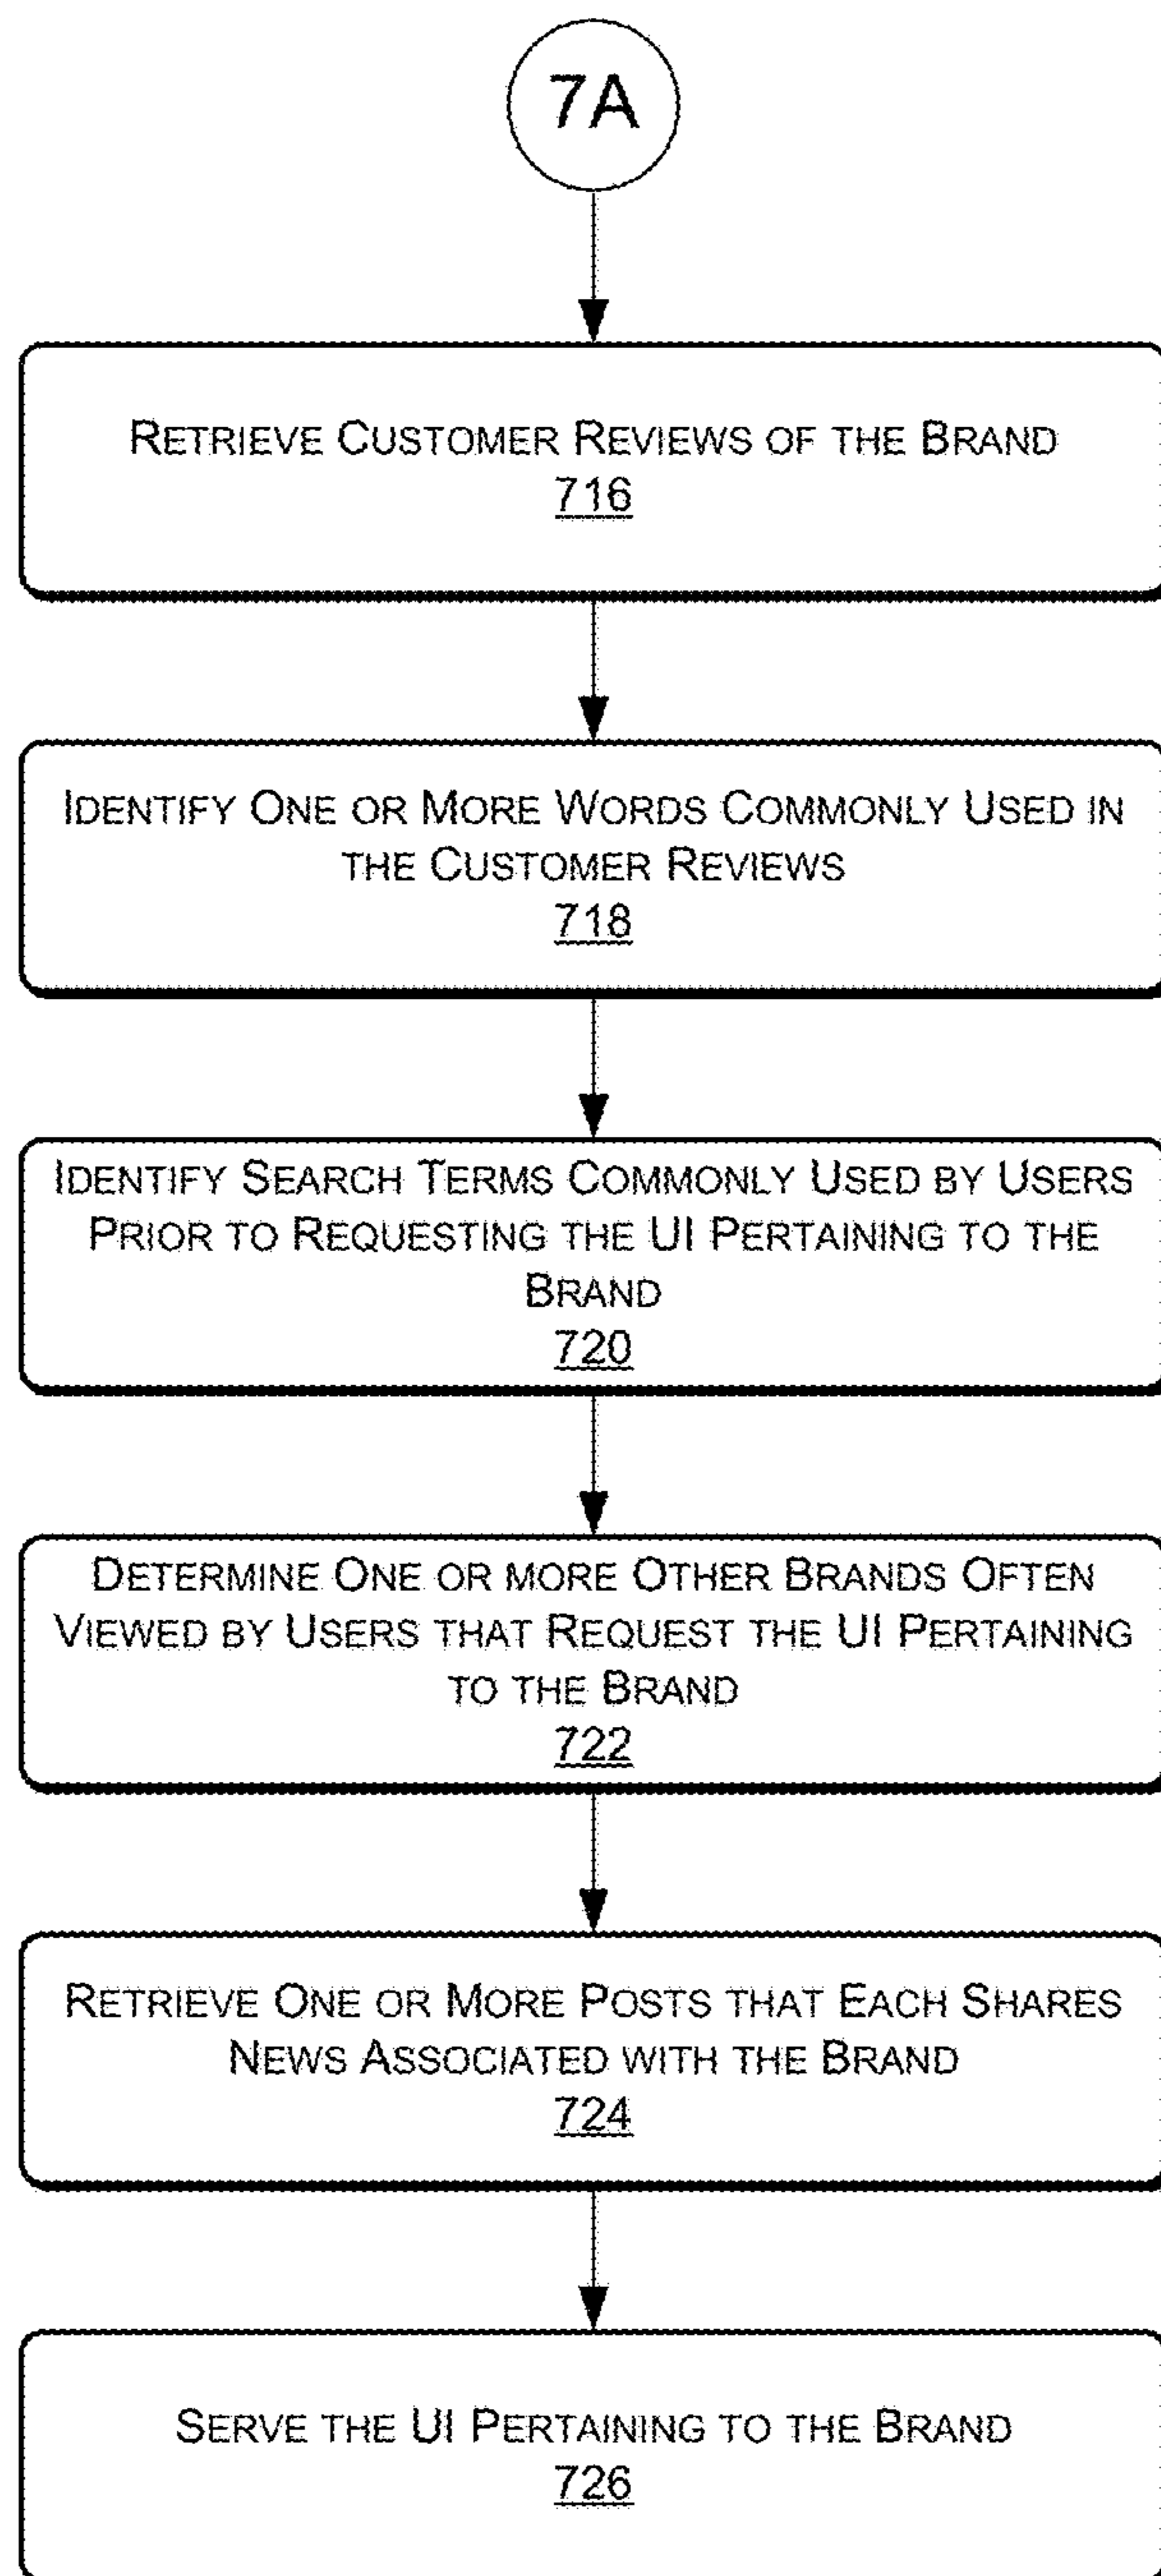 7A
RETRIEVE CUSTOMER REVIEWS OF THE BRAND
716
IDENTIFY ONE OR MORE WORDS COMMONLY USED IN
THE CUSTOMER REVIEWS
718
IDENTIFY SEARCH TERMS COMMONLY USED BY USERS
PRIOR TO REQUESTING THE UI PERTAINING TO THE
BRAND
720
DETERMINE ONE OR MORE OTHER BRANDS OFTEN
VIEWED BY USERS THAT REQUEST THE UI PERTAINING
TO THE BRAND
722
RETRIEVE ONE OR MORE POSTS THAT EACH SHARES
NEWS ASSOCIATED WITH THE BRAND
724
SERVE THE UI PERTAINING TO THE BRAND
726